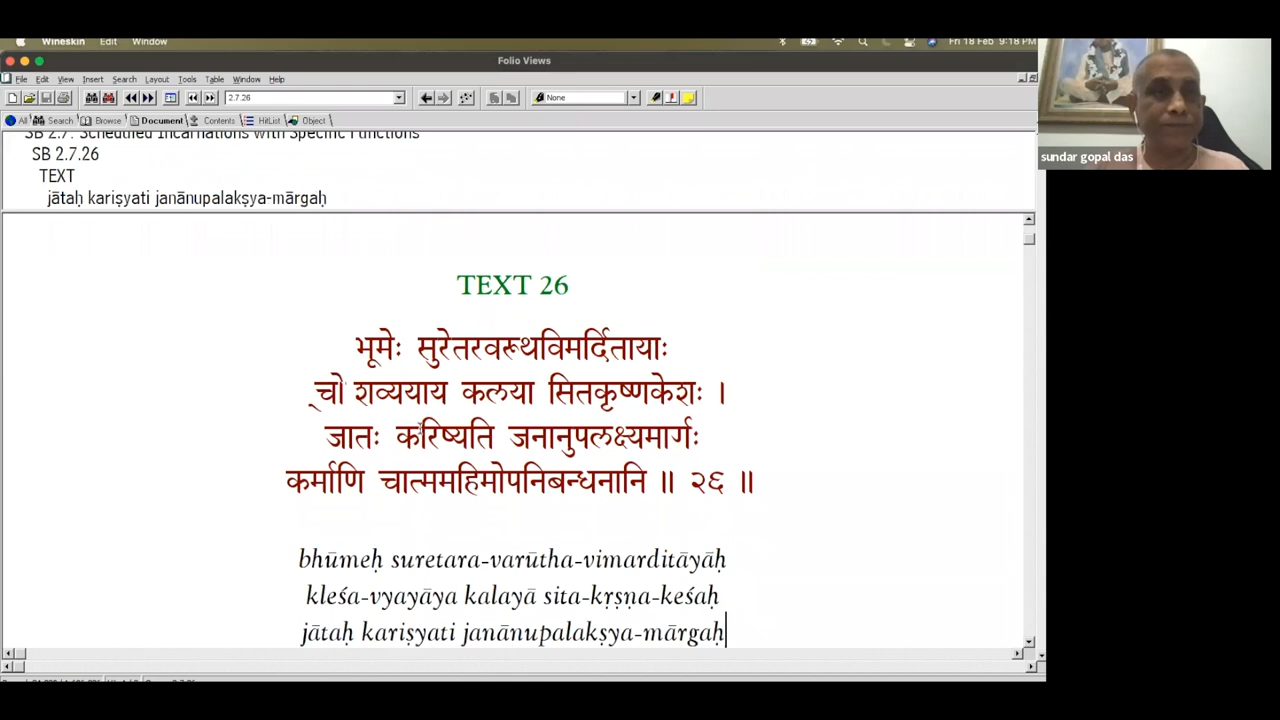 Wineskin Edit Window Fri 18 Feb 9:18 PM
Folio Views
File Edit View Insert Search Layout Tools Table Window Help
2.7.26 None
All Search Browse Document Contents HitList Object
sundar gopal das
SB 2.7: Scheduled Incarnations with Specific Functions
SB 2.7.26
TEXT
jātaḥ kariṣyati janānupalakṣya-mārgaḥ
TEXT 26
भूमेः सुरेतरवरूथविमर्दितायाः
्चो शव्ययाय कलया सितकृष्णकेशः ।
जातः करिष्यति जनानुपलक्ष्यमार्गः
कर्माणि चात्ममहिमोपनिबन्धनानि ॥ २६ ॥
bhūmeḥ suretara-varūtha-vimarditāyāḥ
kleśa-vyayāya kalayā sita-kṛṣṇa-keśaḥ
jātaḥ kariṣyati janānupalakṣya-mārgaḥ